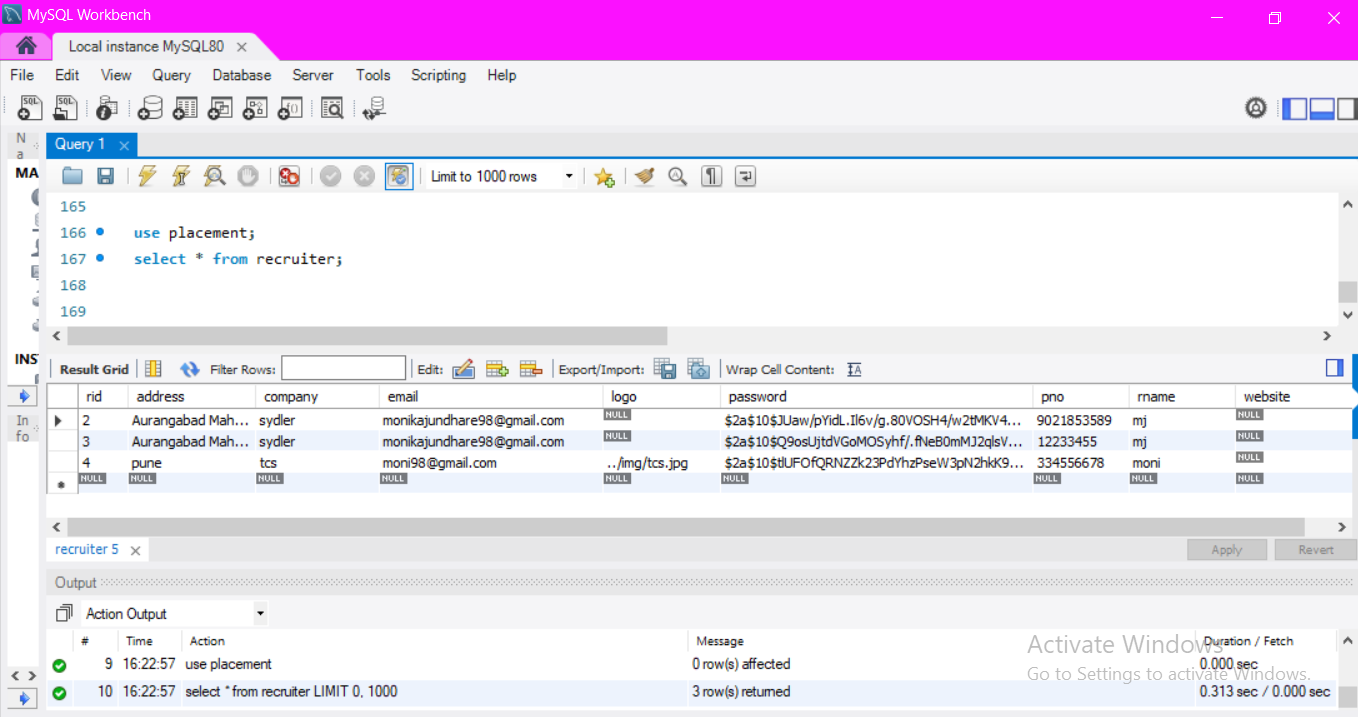 MySQL Workbench
Local instance MySQL80
File Edit View Query Database Server Tools Scripting Help
N
a
Query 1
MA
Limit to 1000 rows
165
166 use placement;
167 select * from recruiter;
168
169
INS
Result Grid Filter Rows: Edit: Export/Import: Wrap Cell Content:
In
fo
rid address company email logo password pno rname website
2 Aurangabad Mah... sydler monikajundhare98@gmail.com NULL $2a$10$JUaw/pYidL.Il6v/g.80VOSH4/w2tMKV4... 9021853589 mj NULL
3 Aurangabad Mah... sydler monikajundhare98@gmail.com NULL $2a$10$Q9osUjtdVGoMOSyhf/.fNeB0mMJ2qlsV... 12233455 mj NULL
4 pune tcs moni98@gmail.com ../img/tcs.jpg $2a$10$tlUFOfQRNZZk23PdYhzPseW3pN2hkK9... 334556678 moni NULL
NULL NULL NULL NULL NULL NULL NULL NULL NULL
recruiter 5 Apply Revert
Output
Action Output
# Time Action Message Duration / Fetch
9 16:22:57 use placement 0 row(s) affected 0.000 sec
10 16:22:57 select * from recruiter LIMIT 0, 1000 3 row(s) returned 0.313 sec / 0.000 sec
Activate Windows
Go to Settings to activate Windows.